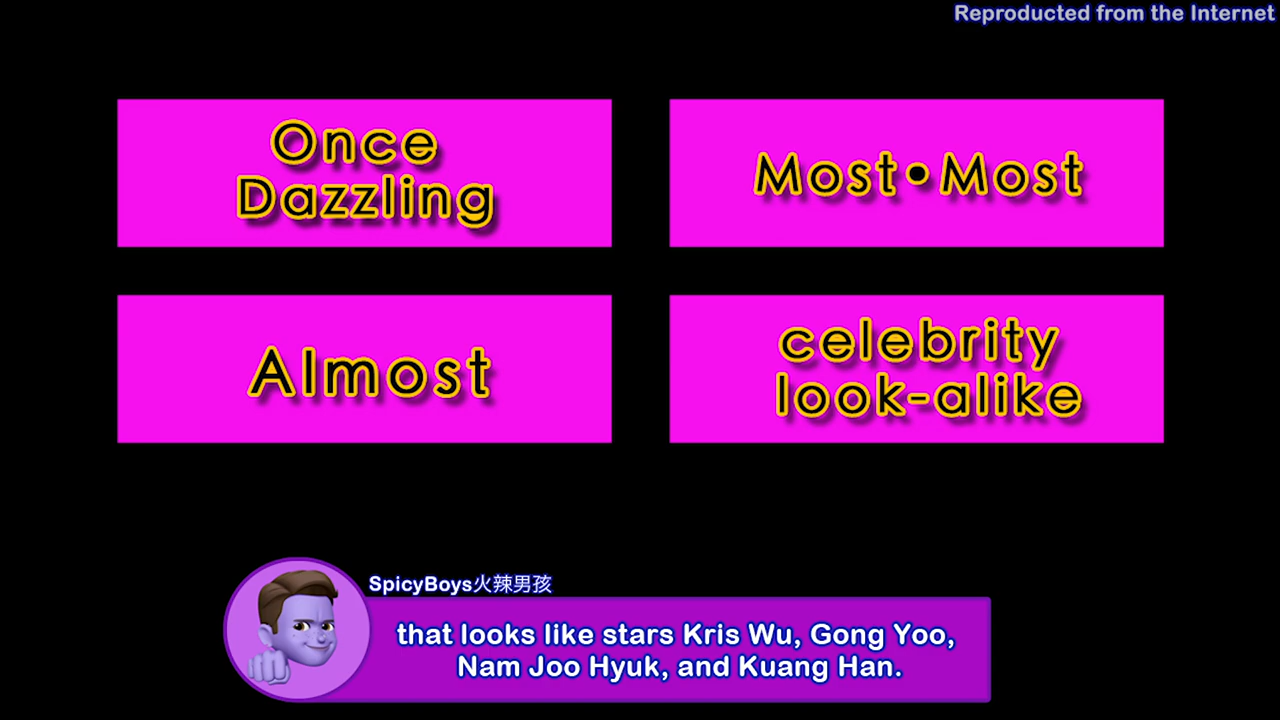 Reproducted from the Internet
Once
Dazzling
Most•Most
Almost
celebrity
look-alike
SpicyBoys火辣男孩
that looks like stars Kris Wu, Gong Yoo,
Nam Joo Hyuk, and Kuang Han.